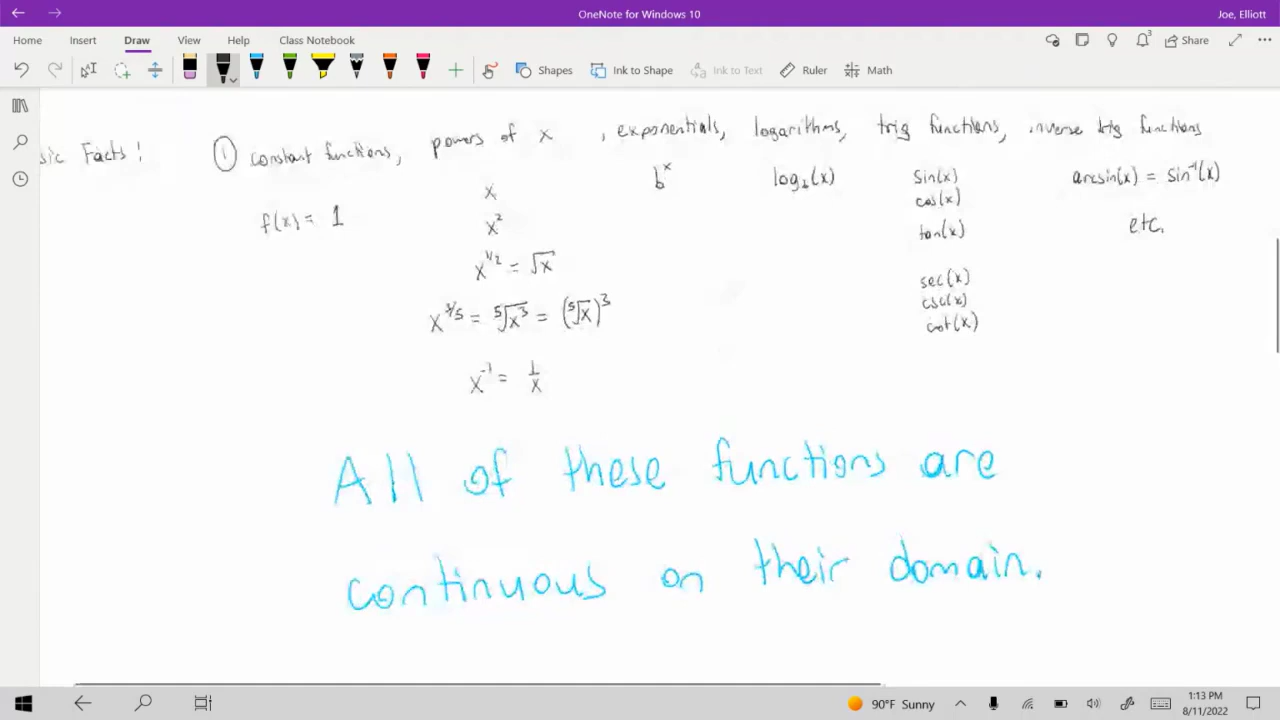 OneNote for Windows 10
Joe, Elliott
Home Insert Draw View Help Class Notebook
Share
Shapes Ink to Shape Ink to Text Ruler Math
sic Facts! ① constant functions, powers of x , exponentials, logarithms, trig functions, inverse trig functions
f(x) = 1
x
x²
x^1/2 = √x
x^3/5 = ⁵√x³ = (⁵√x)³
x⁻¹ = 1/x
b^x
log_b(x)
sin(x)
cos(x)
tan(x)
sec(x)
csc(x)
cot(x)
arcsin(x) = sin⁻¹(x)
etc.
All of these functions are
continuous on their domain.
90°F Sunny
1:13 PM
8/11/2022